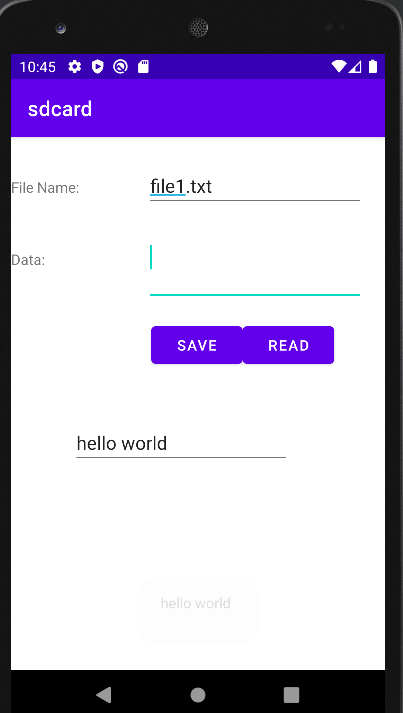 10:45
sdcard
File Name: file1.txt
Data:
SAVE READ
hello world
hello world